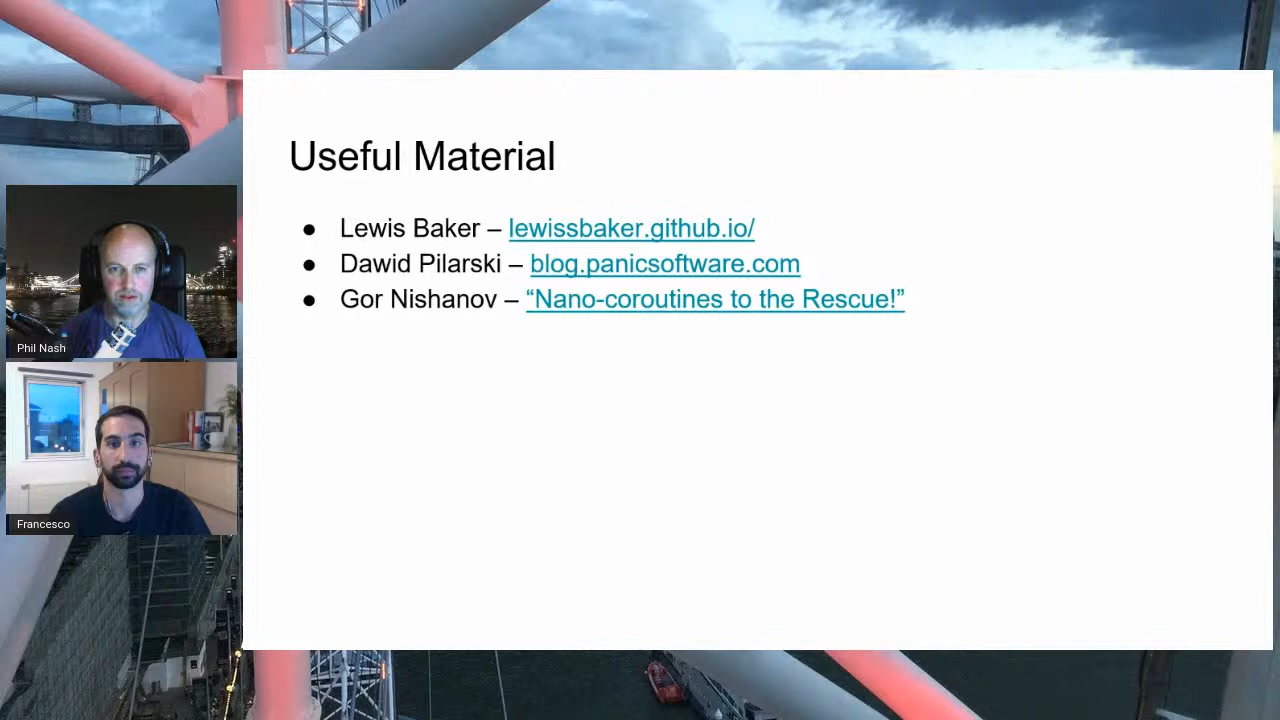 Useful Material
● Lewis Baker – lewissbaker.github.io/
● Dawid Pilarski – blog.panicsoftware.com
● Gor Nishanov – “Nano-coroutines to the Rescue!”
Phil Nash
Francesco